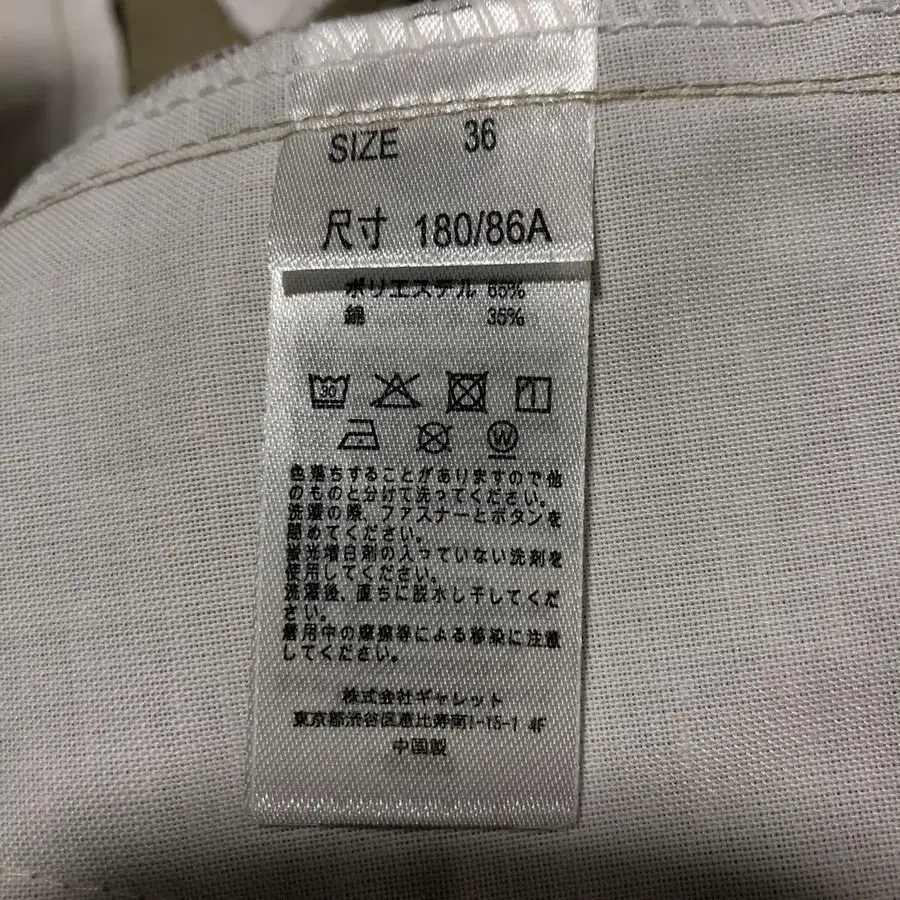 SIZE 36
尺寸 180/86A
ポリエステル 65%
綿 35%
30
W
色落ちすることがありますので他
のものと分けて洗ってください。
洗濯の際、ファスナーとボタンを
閉めてください。
蛍光増白剤の入っていない洗剤を
使用してください。
洗濯後、直ちに脱水し干してくだ
さい。
着用中の摩擦等による移染に注意
してください。
株式会社ギャレット
東京都渋谷区恵比寿南1-15-1 4F
中国製